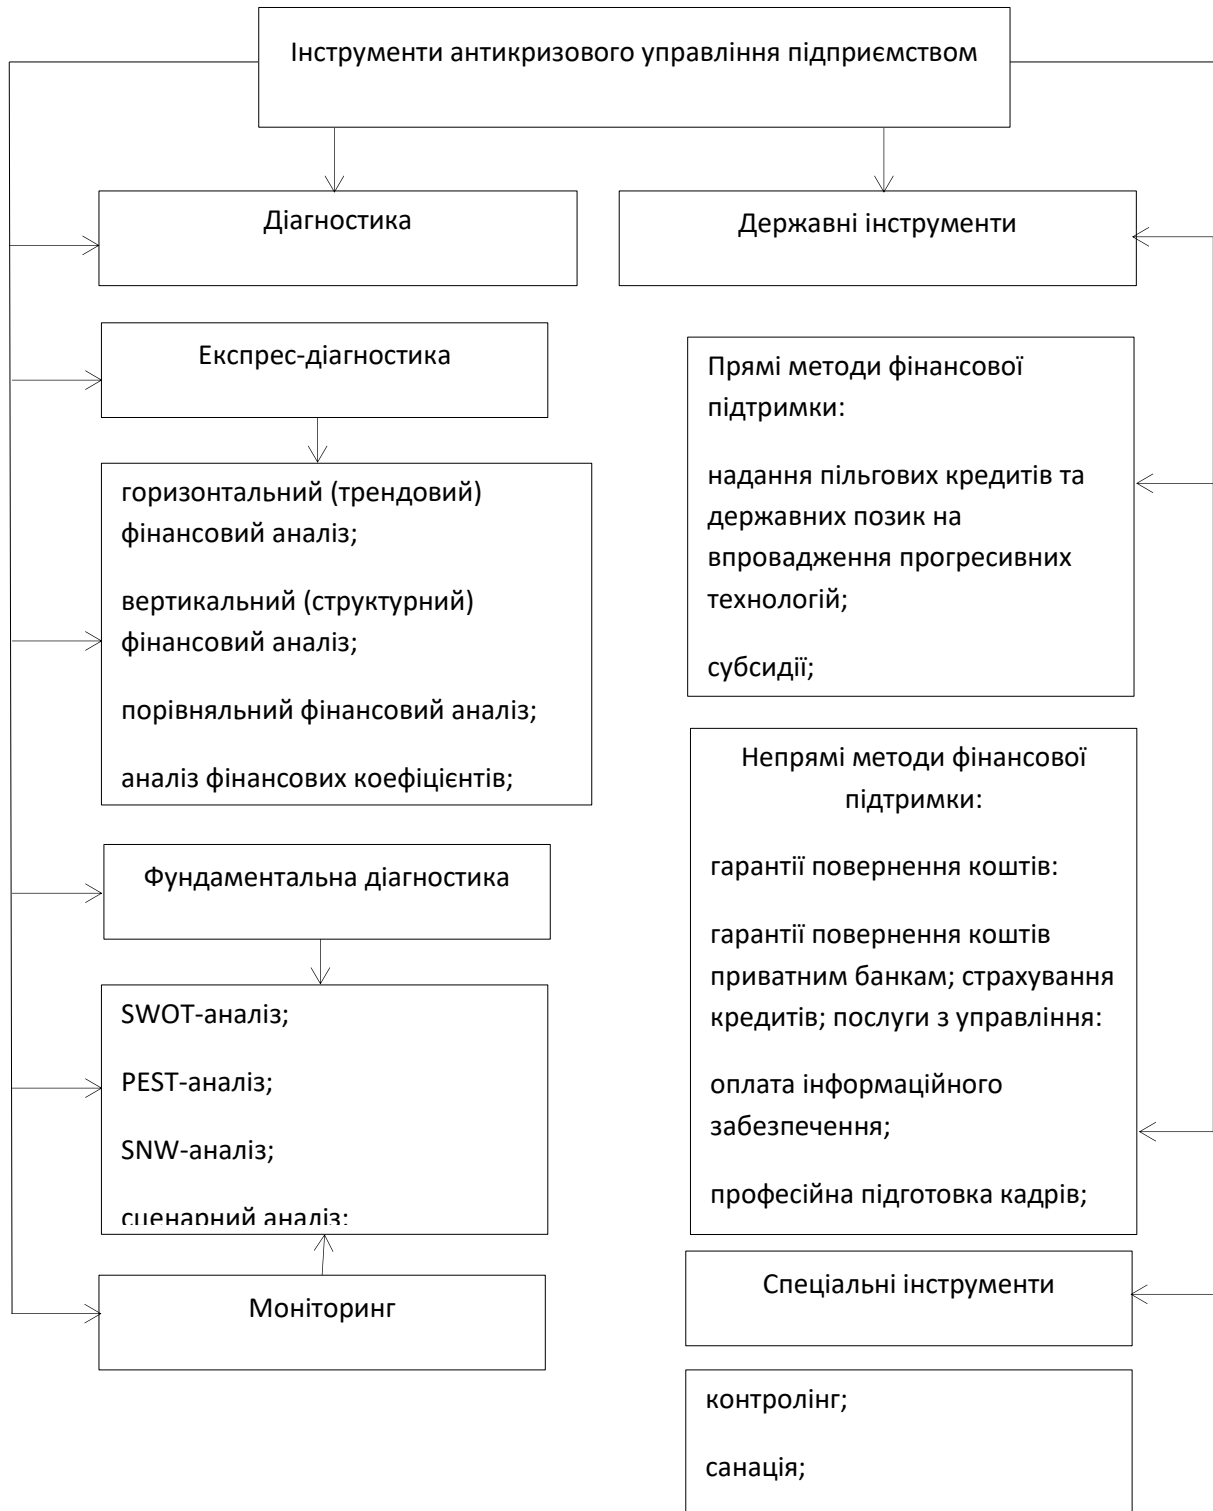 Інструменти антикризового управління підприємством
Діагностика
Державні інструменти
Експрес-діагностика
горизонтальний (трендовий)
фінансовий аналіз;
вертикальний (структурний)
фінансовий аналіз;
порівняльний фінансовий аналіз;
аналіз фінансових коефіцієнтів;
Фундаментальна діагностика
SWOT-аналіз;
PEST-аналіз;
SNW-аналіз;
сценарний аналіз;
Моніторинг
Прямі методи фінансової
підтримки:
надання пільгових кредитів та
державних позик на
впровадження прогресивних
технологій;
субсидії;
Непрямі методи фінансової
підтримки:
гарантії повернення коштів:
гарантії повернення коштів
приватним банкам; страхування
кредитів; послуги з управління:
оплата інформаційного
забезпечення;
професійна підготовка кадрів;
Спеціальні інструменти
контролінг;
санація;